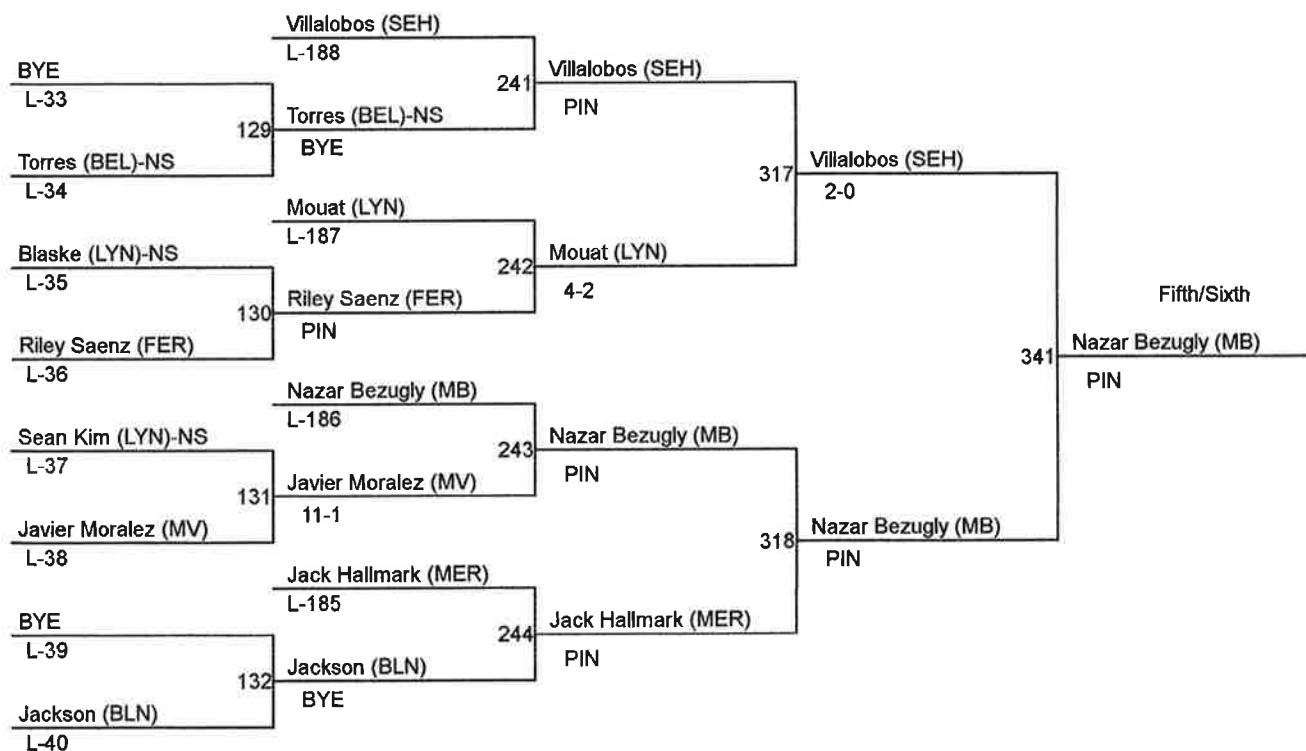 Villalobos (SEH)
L-188
BYE
L-33
241
Villalobos (SEH)
PIN
129
Torres (BEL)-NS
BYE
Torres (BEL)-NS
L-34
317
Villalobos (SEH)
2-0
Mouat (LYN)
L-187
Blaske (LYN)-NS
L-35
242
Mouat (LYN)
4-2
130
Riley Saenz (FER)
PIN
Fifth/Sixth
Riley Saenz (FER)
L-36
341
Nazar Bezugly (MB)
PIN
Nazar Bezugly (MB)
L-186
Sean Kim (LYN)-NS
L-37
243
Nazar Bezugly (MB)
PIN
131
Javier Moralez (MV)
11-1
Javier Moralez (MV)
L-38
318
Nazar Bezugly (MB)
PIN
Jack Hallmark (MER)
L-185
BYE
L-39
244
Jack Hallmark (MER)
PIN
132
Jackson (BLN)
BYE
Jackson (BLN)
L-40